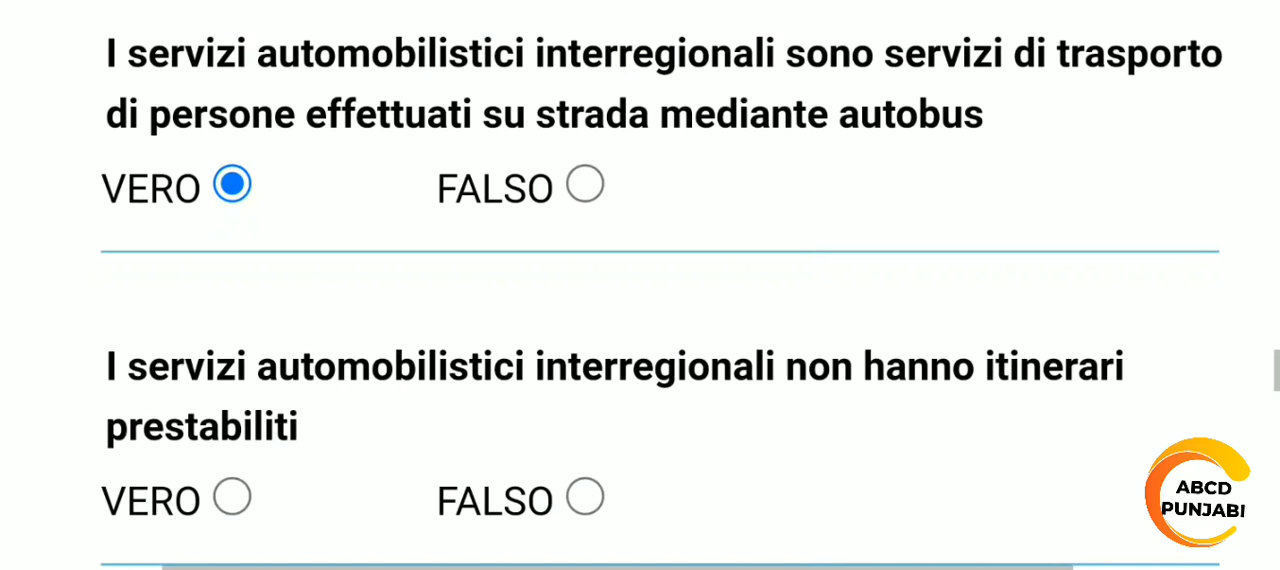 I servizi automobilistici interregionali sono servizi di trasporto
di persone effettuati su strada mediante autobus
VERO FALSO
I servizi automobilistici interregionali non hanno itinerari
prestabiliti
VERO FALSO
ABCD
PUNJABI